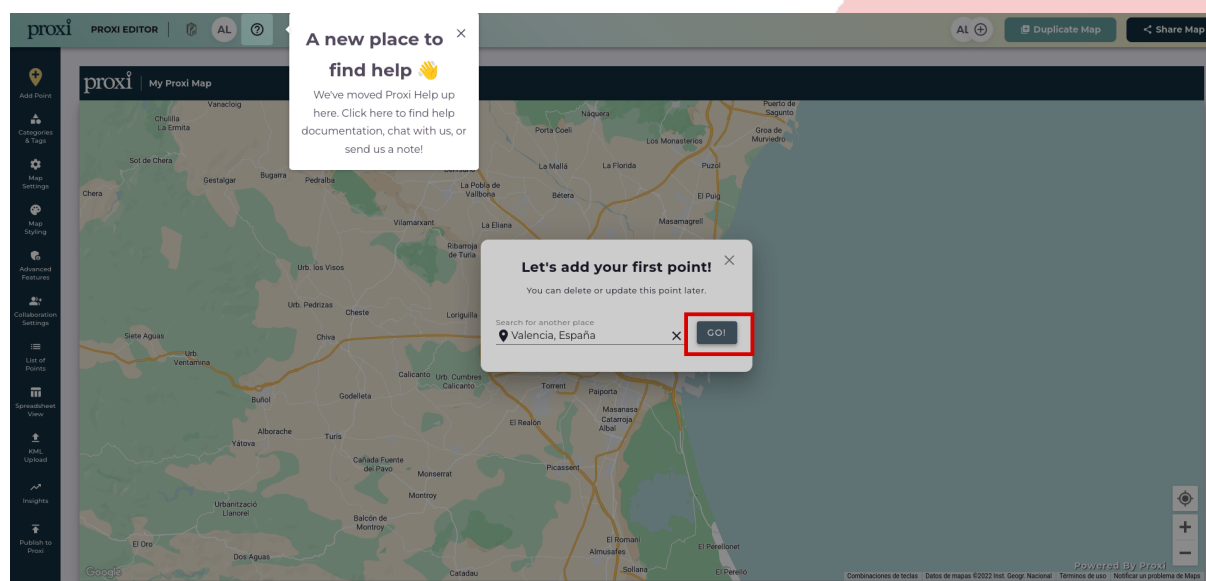 proxi PROXI EDITOR AL
AL Duplicate Map Share Map
A new place to
find help 👋
We've moved Proxi Help up
here. Click here to find help
documentation, chat with us, or
send us a note!
Add Point
Categories
& Tags
Map
Settings
Map
Styling
Advanced
Features
Collaboration
Settings
List of
Points
Spreadsheet
View
KML
Upload
Insights
Publish to
Proxi
proxi My Proxi Map
Vanacloig
Chulilla
La Ermita
Sot de Chera
Chera
Gestalgar
Bugarra
Pedralba
Náquera
Porta Coeli
Los Monasterios
Puerto de
Sagunto
Groa de
Murviedro
La Mallá
La Florida
Puzol
La Pobla de
Vallbona
Bétera
El Puig
Vilamarxant
La Eliana
Masamagrell
Ribarroja
de Turia
Urb. los Visos
Urb. Pedrizas
Cheste
Loriguilla
Let's add your first point!
You can delete or update this point later.
Search for another place
Valencia, España
GO!
Siete Aguas
Chiva
Urb.
Ventamina
Calicanto
Urb. Cumbres
Calicanto
Torrent
Paiporta
Buñol
Godelleta
Masanasa
Catarroja
Albal
El Realón
Alborache
Yátova
Turis
Cañada Fuente
del Pavo
Monserrat
Picassent
Montroy
Urbanització
Llanorel
Balcón de
Montroy
El Oro
Dos Aguas
El Romani
Almusafes
El Perellonet
Catadau
Sollana
El Perelló
Google
Powered By Proxi
Combinaciones de teclas Datos de mapas ©2022 Inst. Geogr. Nacional Términos de uso Notificar un problema de Maps